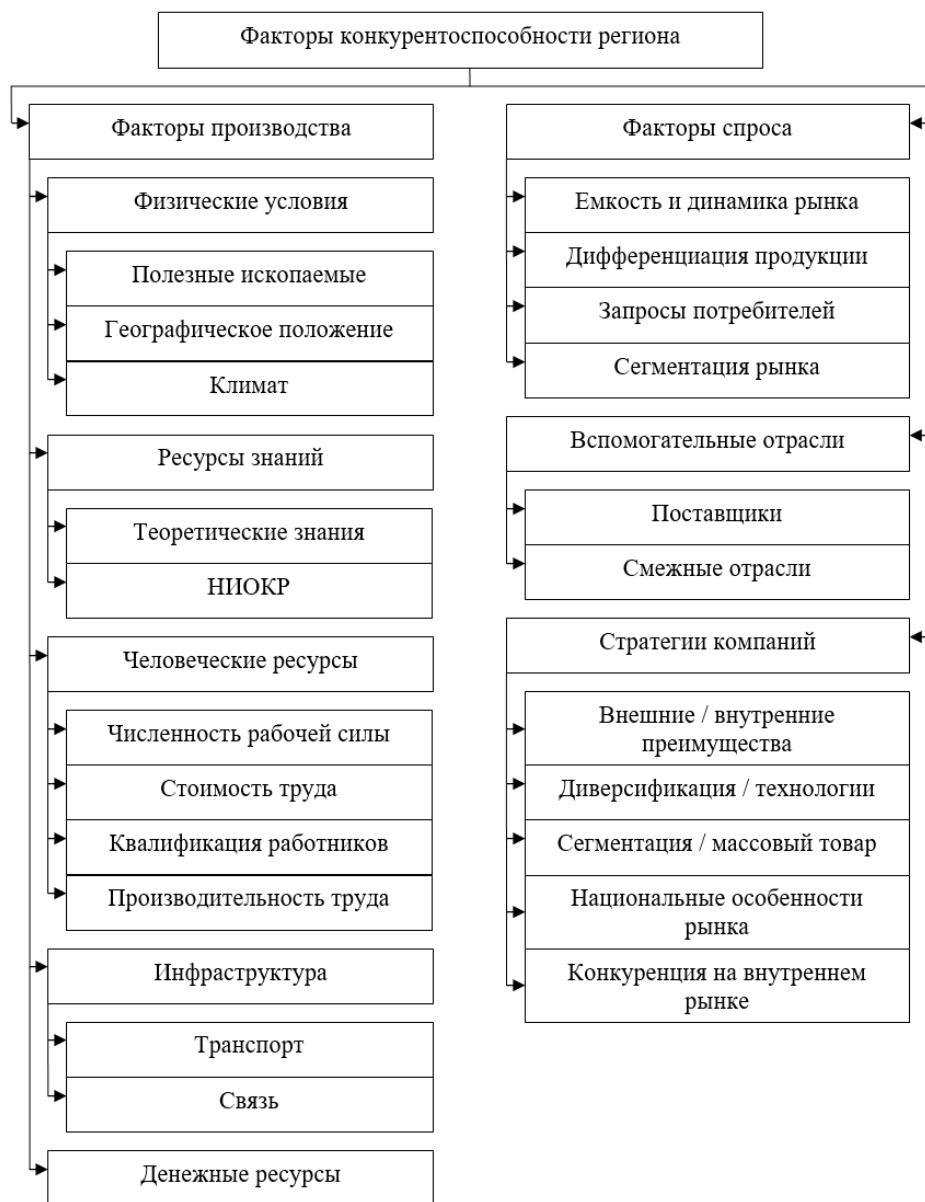 Факторы конкурентоспособности региона
Факторы производства
Физические условия
Полезные ископаемые
Географическое положение
Климат
Ресурсы знаний
Теоретические знания
НИОКР
Человеческие ресурсы
Численность рабочей силы
Стоимость труда
Квалификация работников
Производительность труда
Инфраструктура
Транспорт
Связь
Денежные ресурсы
Факторы спроса
Емкость и динамика рынка
Дифференциация продукции
Запросы потребителей
Сегментация рынка
Вспомогательные отрасли
Поставщики
Смежные отрасли
Стратегии компаний
Внешние / внутренние
преимущества
Диверсификация / технологии
Сегментация / массовый товар
Национальные особенности
рынка
Конкуренция на внутреннем
рынке